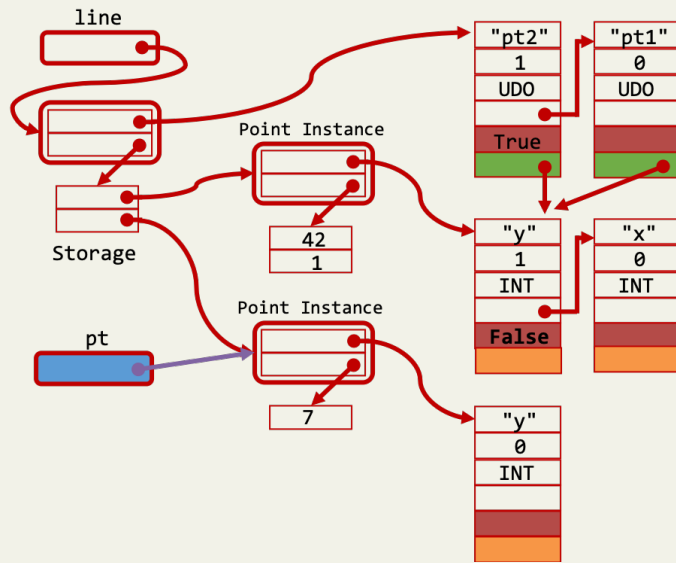 line
"pt2"
1
UDO
True
"pt1"
0
UDO
Point Instance
42
1
Storage
"y"
1
INT
False
"x"
0
INT
Point Instance
pt
7
"y"
0
INT